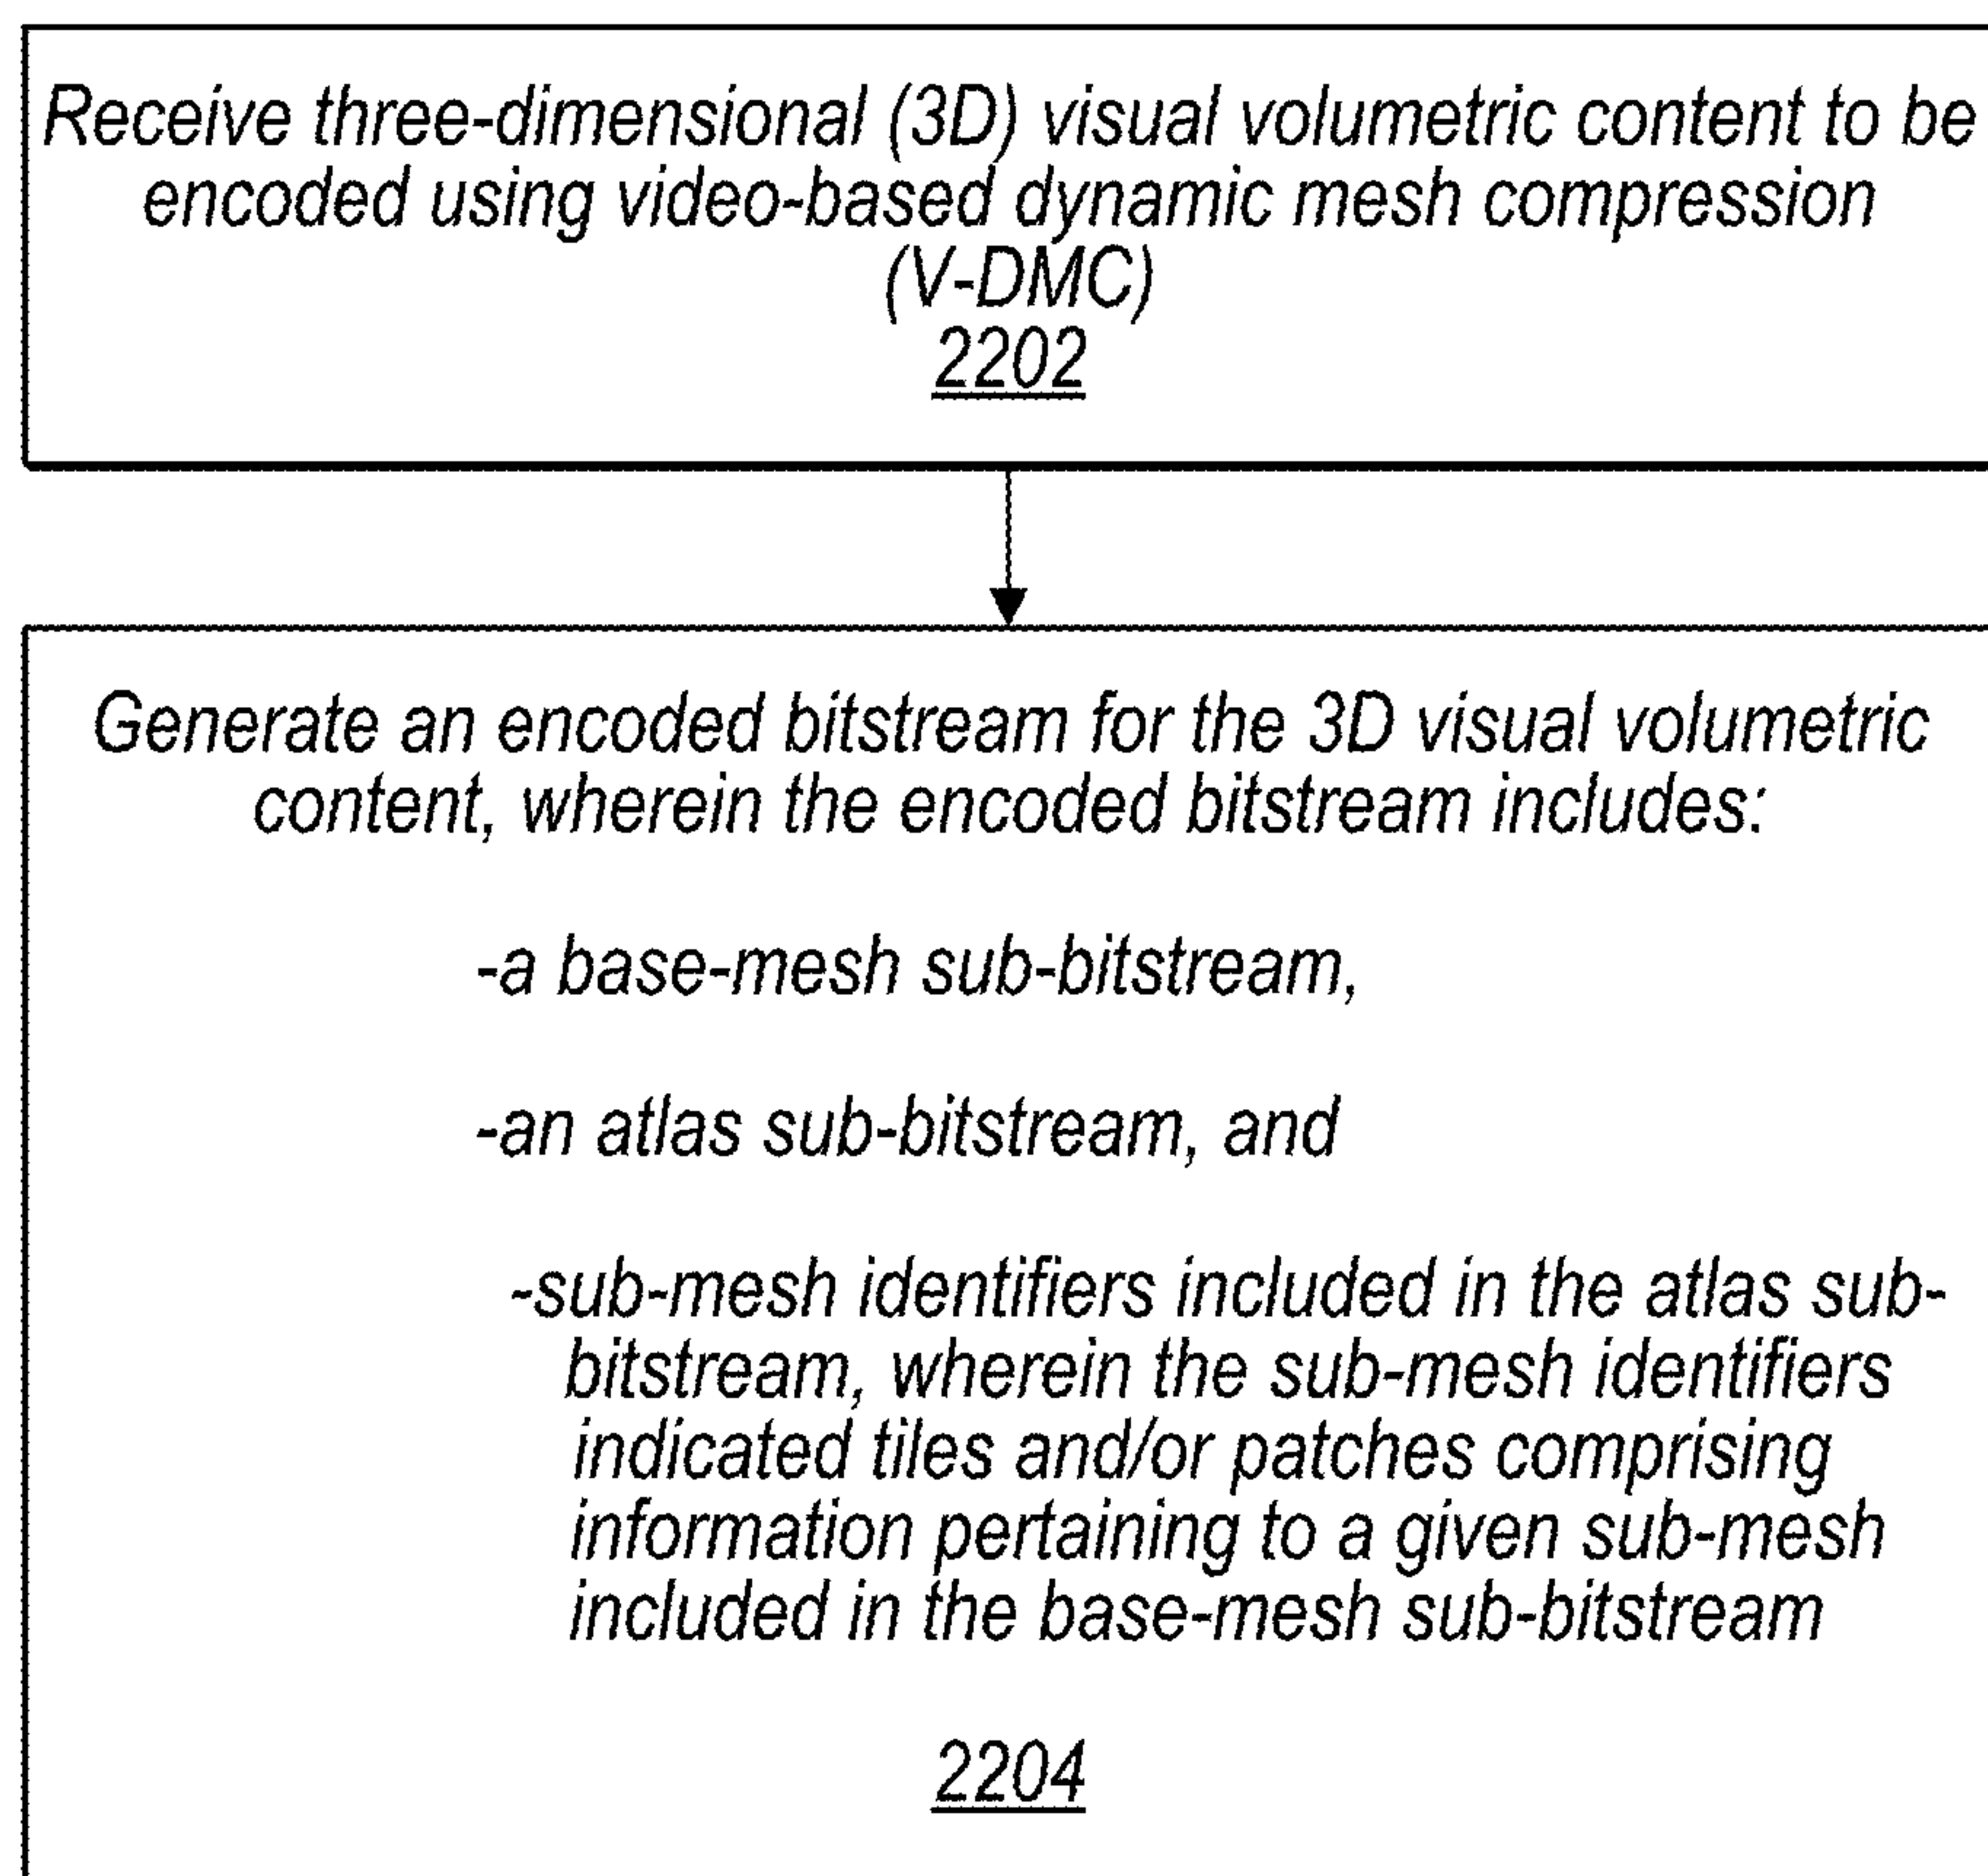 Receive three-dimensional (3D) visual volumetric content to be
encoded using video-based dynamic mesh compression
(V-DMC)
2202
Generate an encoded bitstream for the 3D visual volumetric
content, wherein the encoded bitstream includes:
-a base-mesh sub-bitstream,
-an atlas sub-bitstream, and
-sub-mesh identifiers included in the atlas sub-
bitstream, wherein the sub-mesh identifiers
indicated tiles and/or patches comprising
information pertaining to a given sub-mesh
included in the base-mesh sub-bitstream
2204